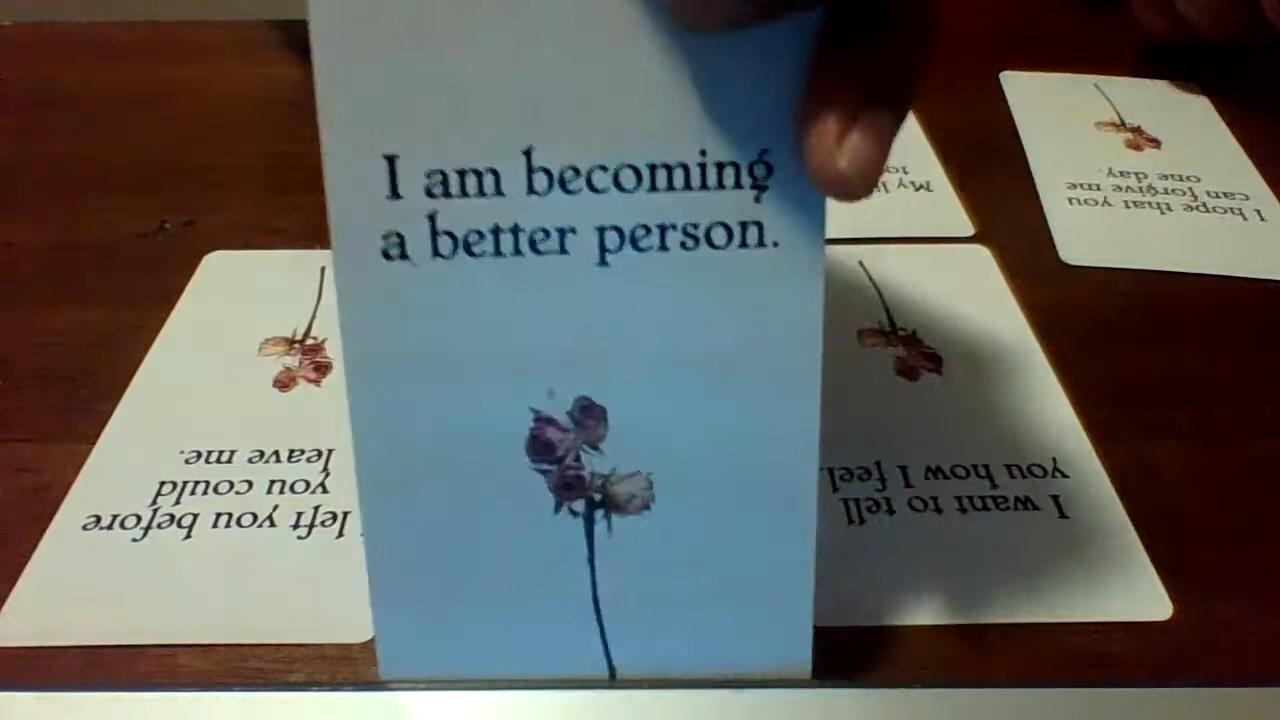 I am becoming
a better person.
left you before
you could
leave me.
I want to tell
you how I feel.
My
I hope that you
can forgive me
one day.